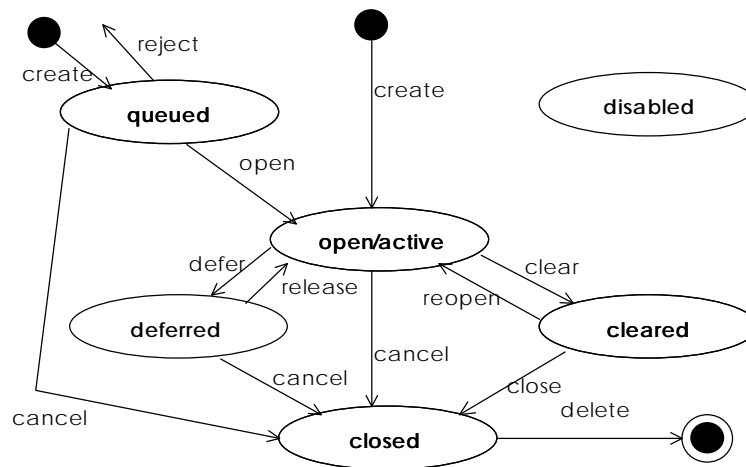 reject
create
create
disabled
queued
open
open/active
defer
clear
release
reopen
deferred
cleared
cancel
cancel
close
cancel
delete
closed